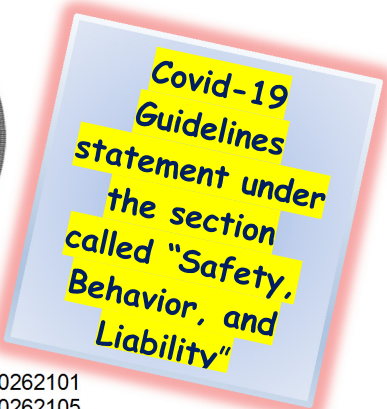 Covid-19
Guidelines
statement under
the section
called “Safety,
Behavior, and
Liability”
0262101
0262105